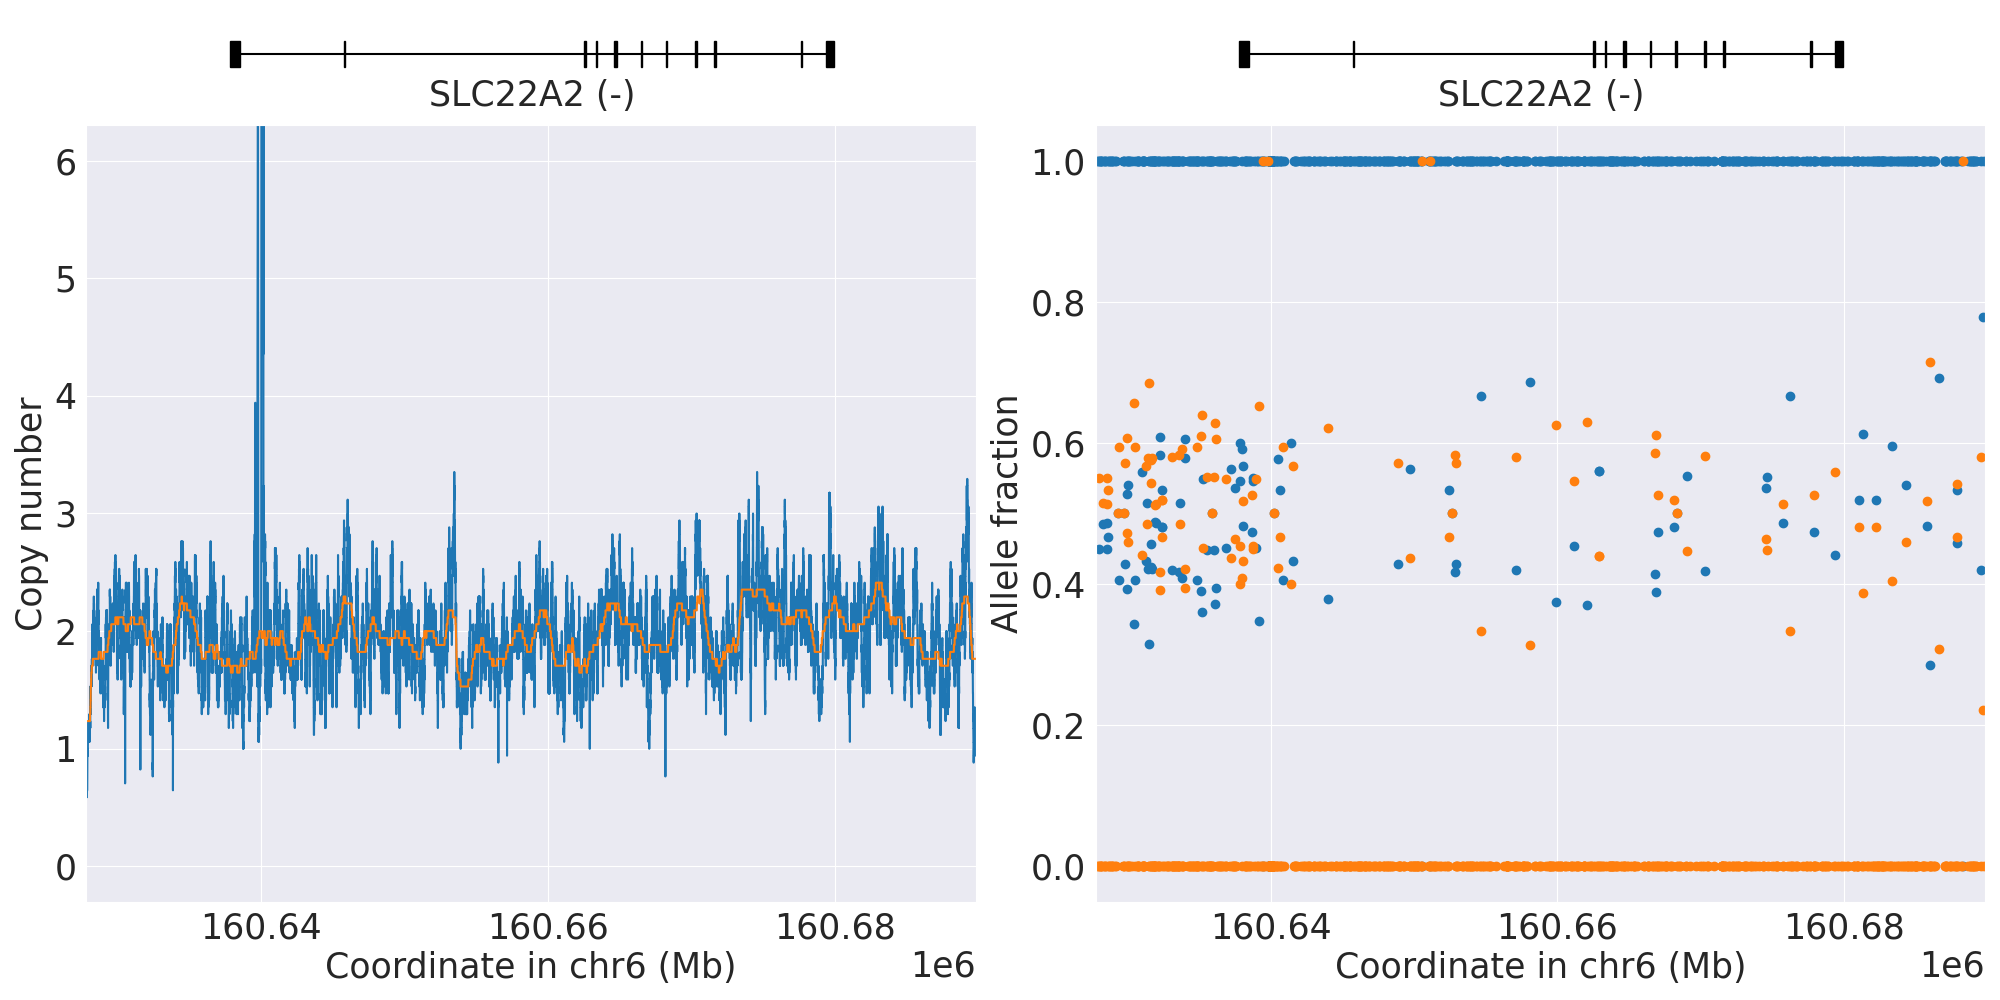 SLC22A2 (-)
SLC22A2 (-)
6
5
4
3
2
1
0
Copy number
160.64
160.66
160.68
Coordinate in chr6 (Mb)
1e6
1.0
0.8
0.6
0.4
0.2
0.0
Allele fraction
160.64
160.66
160.68
Coordinate in chr6 (Mb)
1e6